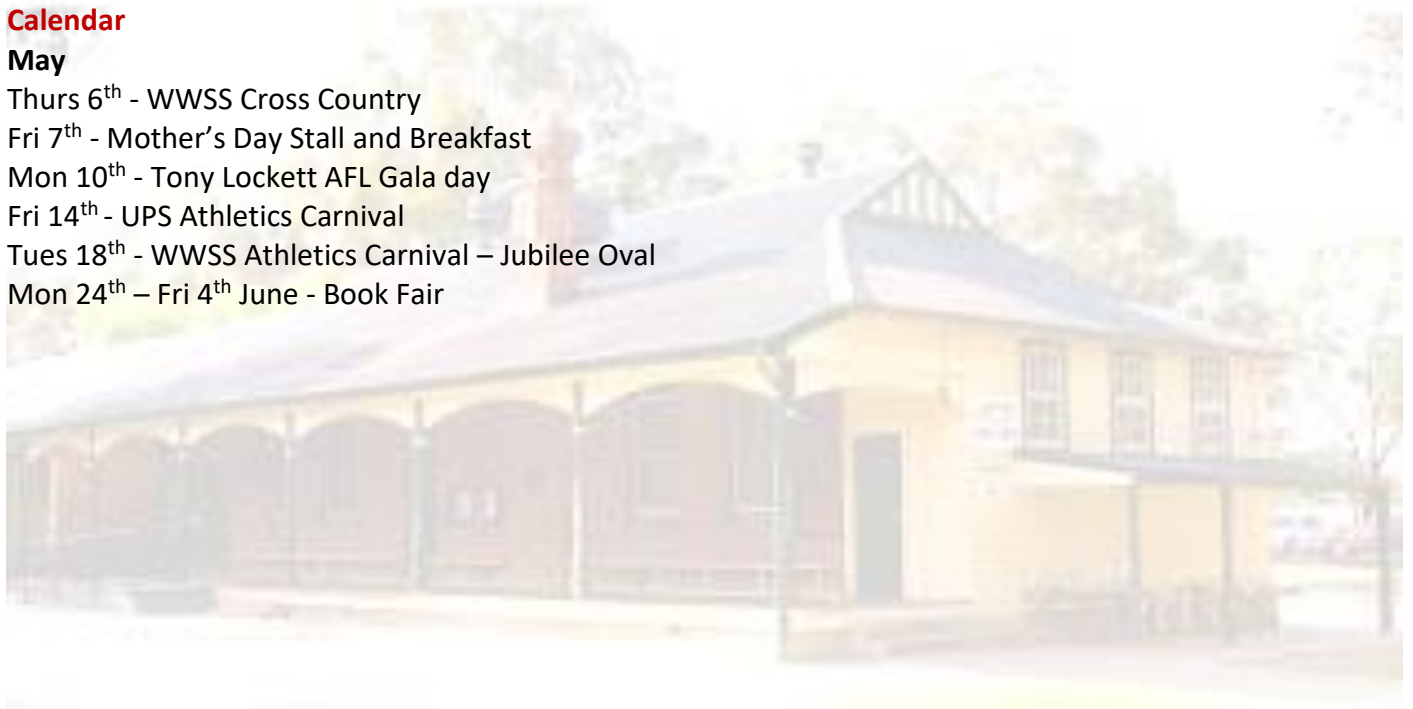 Calendar
May
Thurs 6th - WWSS Cross Country
Fri 7th - Mother’s Day Stall and Breakfast
Mon 10th - Tony Lockett AFL Gala day
Fri 14th - UPS Athletics Carnival
Tues 18th - WWSS Athletics Carnival – Jubilee Oval
Mon 24th – Fri 4th June - Book Fair